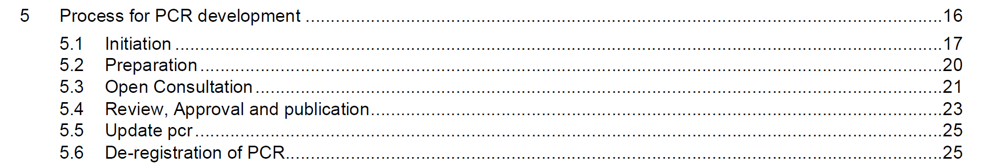 5 Process for PCR development ........................................ 16
5.1 Initiation ........................................ 17
5.2 Preparation ........................................ 20
5.3 Open Consultation ........................................ 21
5.4 Review, Approval and publication ........................................ 23
5.5 Update pcr ........................................ 25
5.6 De-registration of PCR ........................................ 25